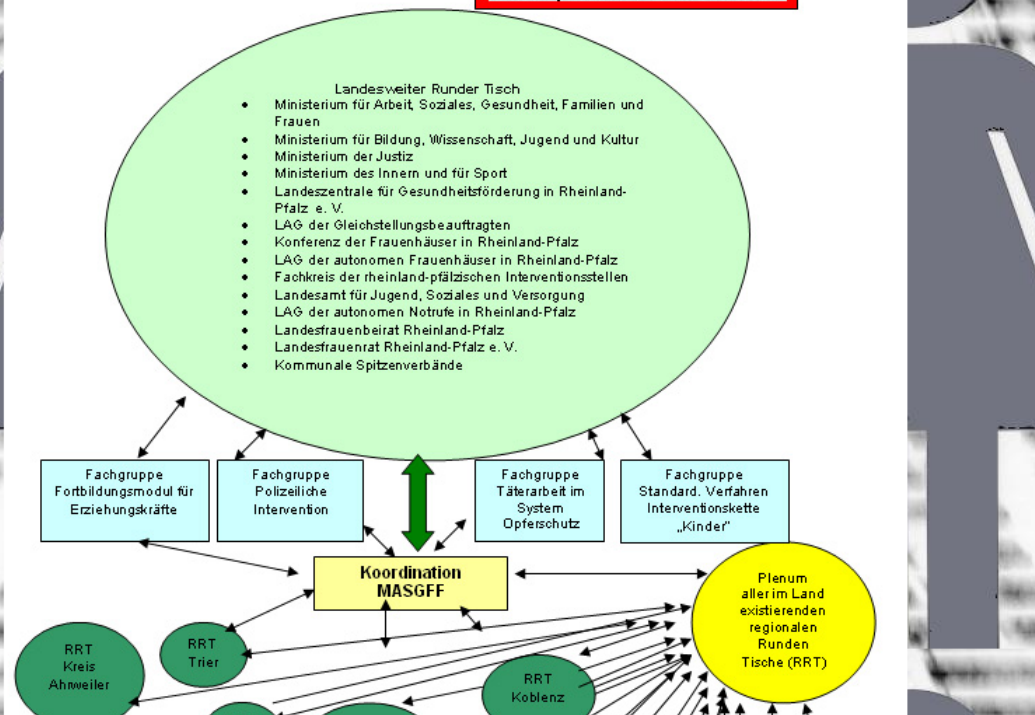 Landesweiter Runder Tisch
• Ministerium für Arbeit, Soziales, Gesundheit, Familien und
Frauen
• Ministerium für Bildung, Wissenschaft, Jugend und Kultur
• Ministerium der Justiz
• Ministerium des Innern und für Sport
• Landeszentrale für Gesundheitsförderung in Rheinland-
Pfalz e. V.
• LAG der Gleichstellungsbeauftragten
• Konferenz der Frauenhäuser in Rheinland-Pfalz
• LAG der autonomen Frauenhäuser in Rheinland-Pfalz
• Fachkreis der rheinland-pfälzischen Interventionsstellen
• Landesamt für Jugend, Soziales und Versorgung
• LAG der autonomen Notrufe in Rheinland-Pfalz
• Landesfrauenbeirat Rheinland-Pfalz
• Landesfrauenrat Rheinland-Pfalz e. V.
• Kommunale Spitzenverbände
Fachgruppe
Fortbildungsmodul für
Erziehungskräfte
Fachgruppe
Polizeiliche
Intervention
Fachgruppe
Täterarbeit im
System
Opferschutz
Fachgruppe
Standard. Verfahren
Interventionskette
„Kinder"
Koordination
MASGFF
Plenum
aller im Land
existierenden
regionalen
Runden
Tische (RRT)
RRT
Kreis
Ahrweiler
RRT
Trier
RRT
Koblenz